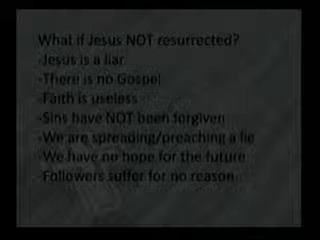 What if Jesus NOT resurrected?
-Jesus is a liar
-There is no Gospel
-Faith is useless
-Sins have NOT been forgiven
-We are spreading/preaching a lie
-We have no hope for the future
-Followers suffer for no reason